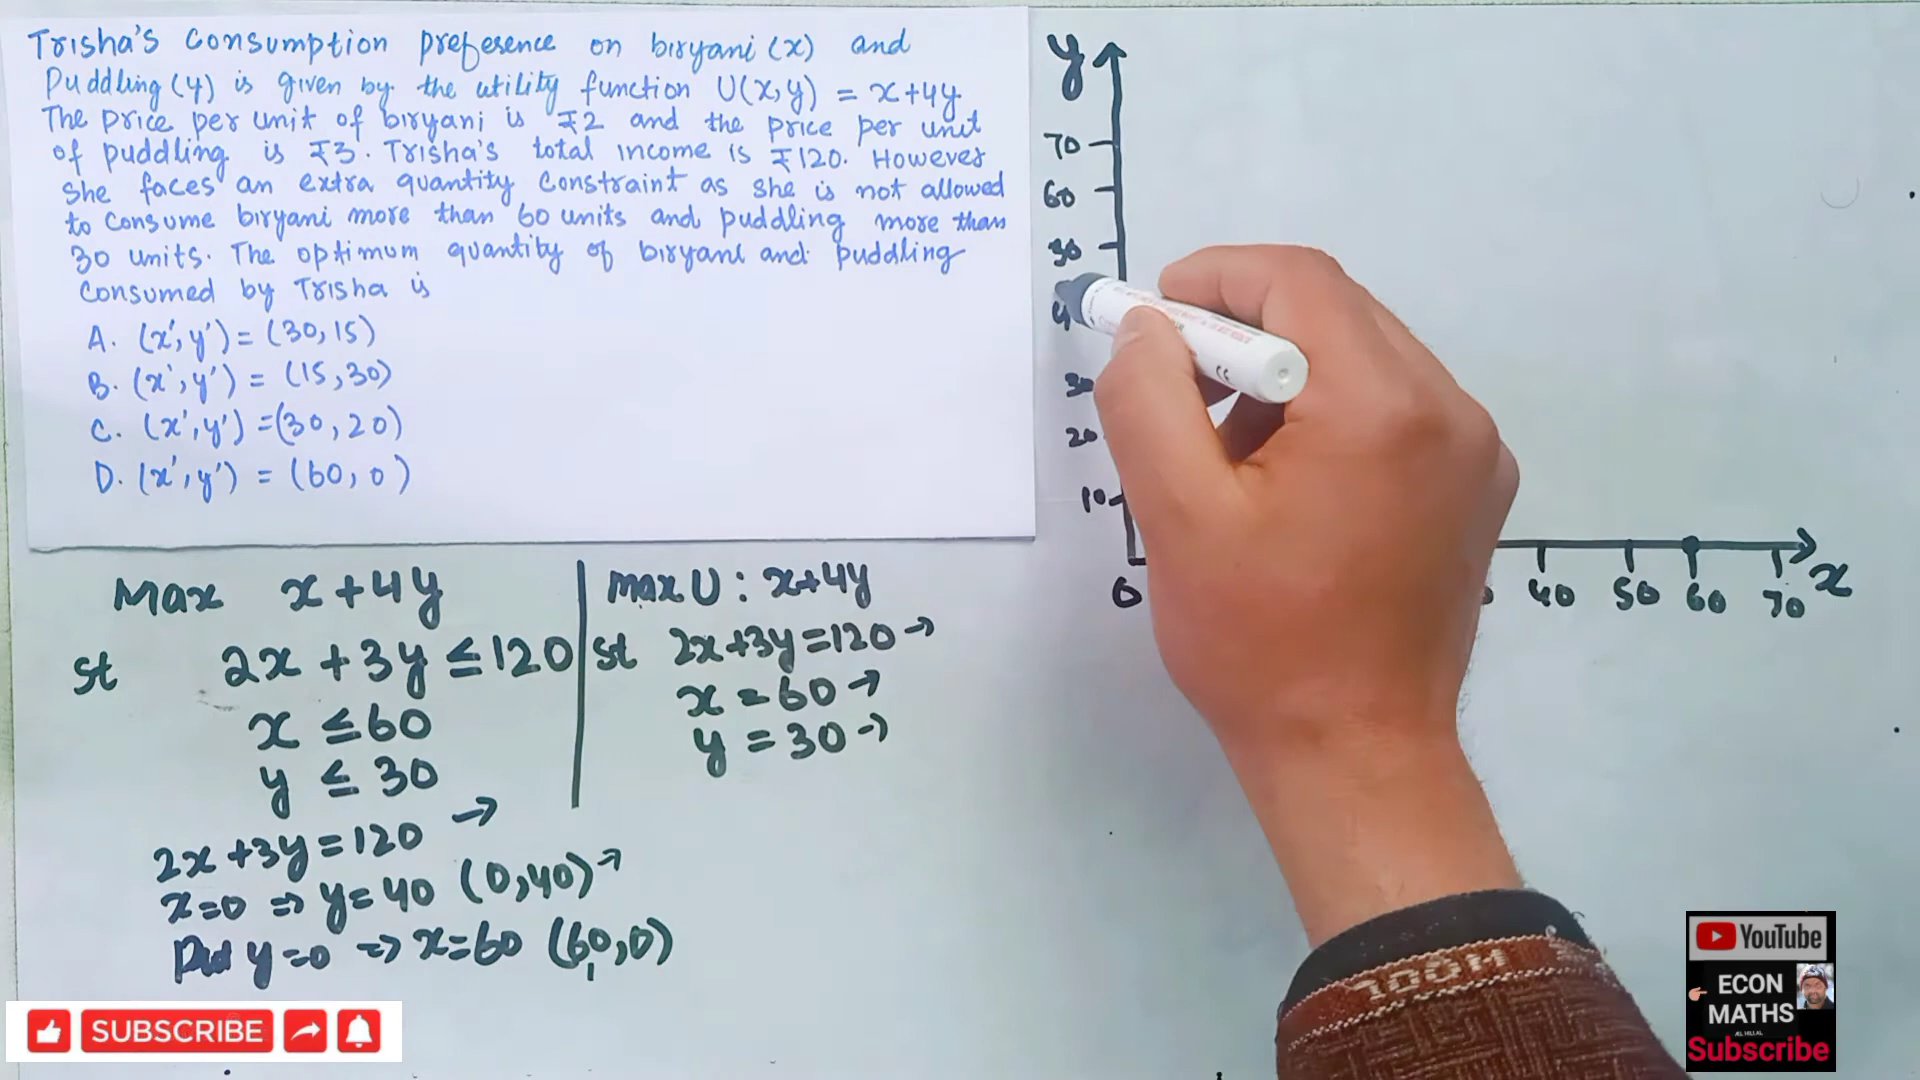 Trisha's Consumption preference on biryani (x) and
Puddling (y) is given by the utility function U(x,y) = x+4y
The price per unit of biryani is ₹2 and the price per unit
of puddling is ₹3. Trisha's total income is ₹120. However
She faces an extra quantity Constraint as she is not allowed
to Consume biryani more than 60 units and puddling more than
30 units. The optimum quantity of biryani and puddling
Consumed by Trisha is
A. (x',y') = (30,15)
B. (x',y') = (15,30)
C. (x',y') =(30,20)
D. (x',y') = (60,0)
Max x+4y
St 2x+3y≤120
x≤60
y≤30
2x+3y=120 →
x=0 ⇒ y=40 (0,40)→
Put y=0 ⇒ x=60 (60,0)
max U : x+4y
st 2x+3y=120→
x=60→
y=30→
y
70
60
30
20
10
0
40 50 60 70 x
YouTube
ECON
MATHS
Subscribe
SUBSCRIBE